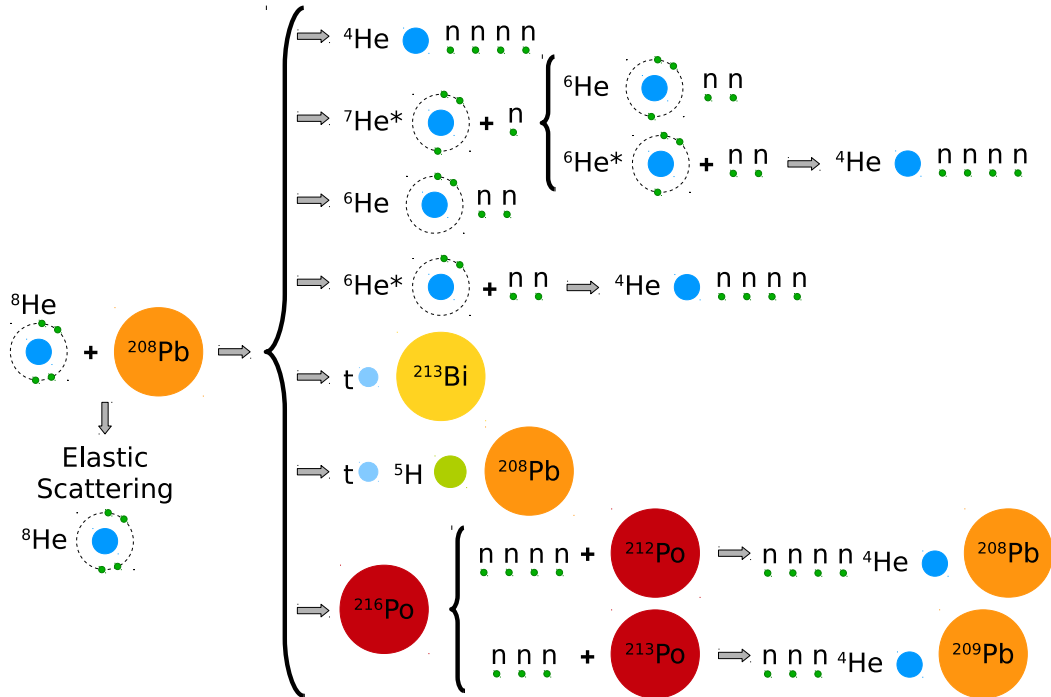 ⁴He n n n n
⁷He* + n
⁶He n n
⁶He* + n n ⁴He n n n n
⁶He n n
⁶He* + n n ⁴He n n n n
⁸He + ²⁰⁸Pb
t ²¹³Bi
t ⁵H ²⁰⁸Pb
Elastic
Scattering
⁸He
²¹⁶Po
n n n n + ²¹²Po n n n n ⁴He ²⁰⁸Pb
n n n + ²¹³Po n n n ⁴He ²⁰⁹Pb